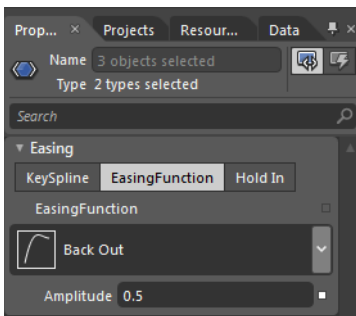 Prop... × Projects Resour... Data ×
Name 3 objects selected
Type 2 types selected
Search
Easing
KeySpline EasingFunction Hold In
EasingFunction
Back Out
Amplitude 0.5